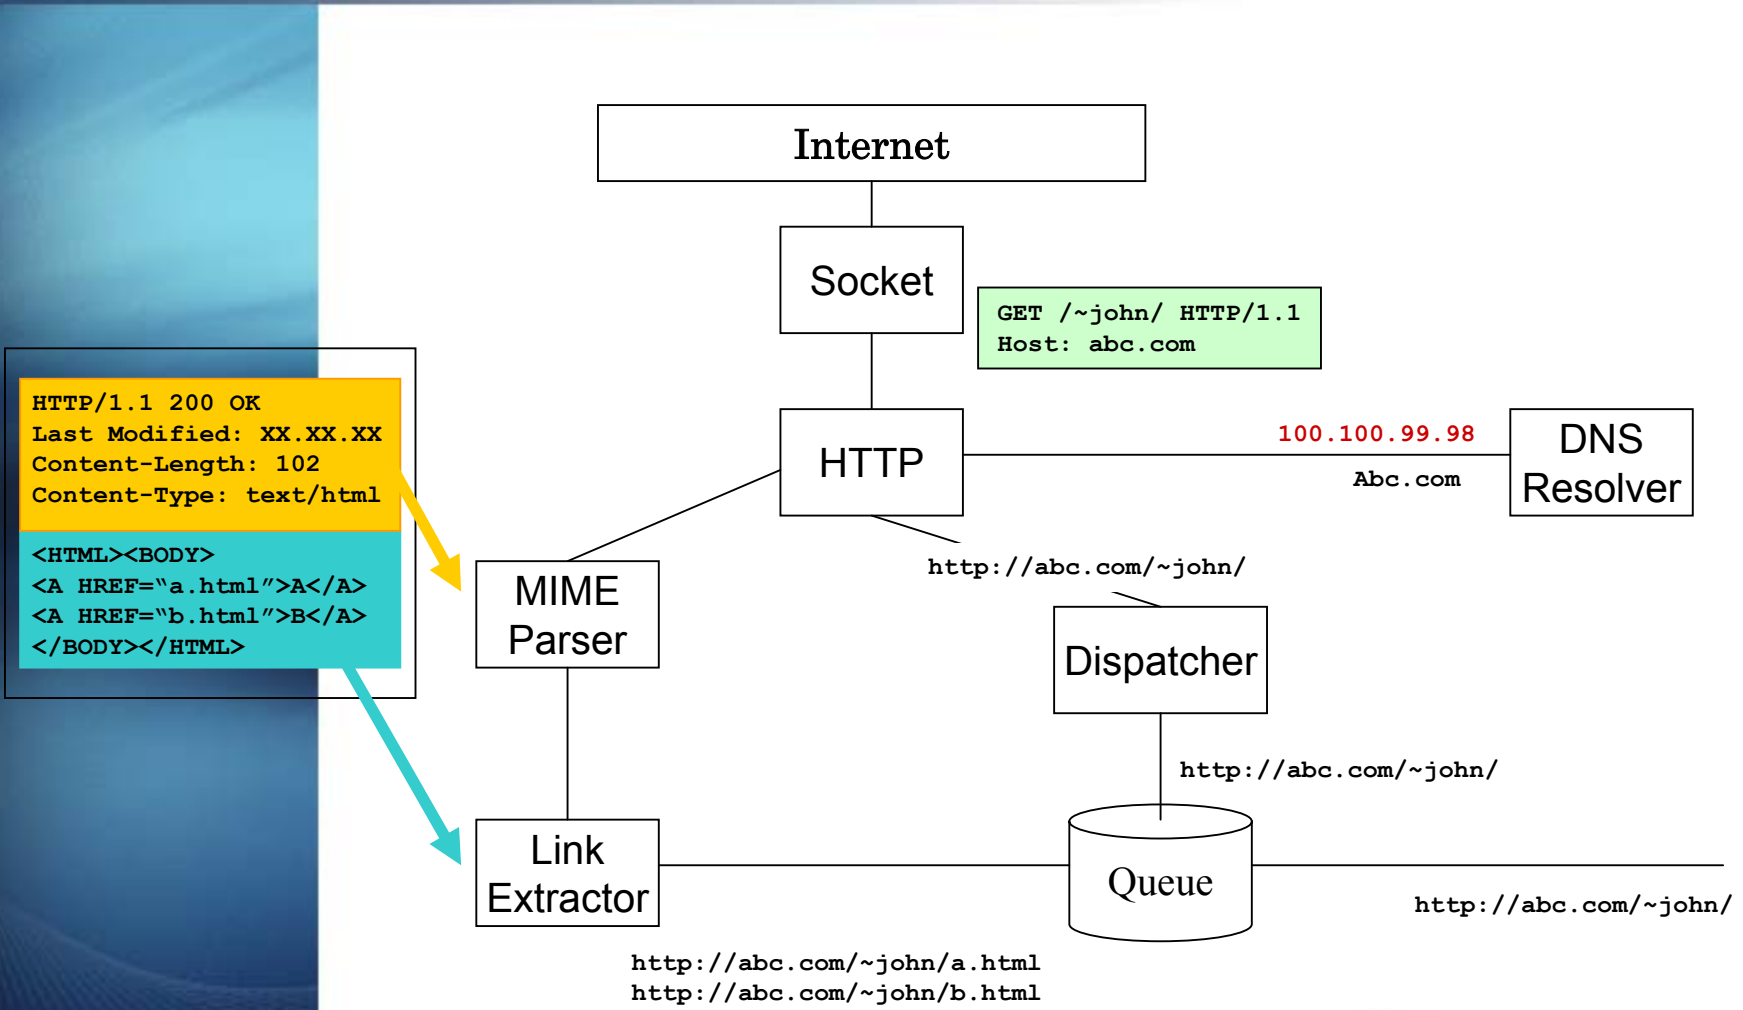 Internet
Socket
GET /~john/ HTTP/1.1
Host: abc.com
HTTP/1.1 200 OK
Last Modified: XX.XX.XX
Content-Length: 102
Content-Type: text/html
<HTML><BODY>
<A HREF=“a.html”>A</A>
<A HREF=“b.html”>B</A>
</BODY></HTML>
HTTP
100.100.99.98
Abc.com
DNS
Resolver
http://abc.com/~john/
MIME
Parser
Dispatcher
http://abc.com/~john/
Link
Extractor
Queue
http://abc.com/~john/
http://abc.com/~john/a.html
http://abc.com/~john/b.html